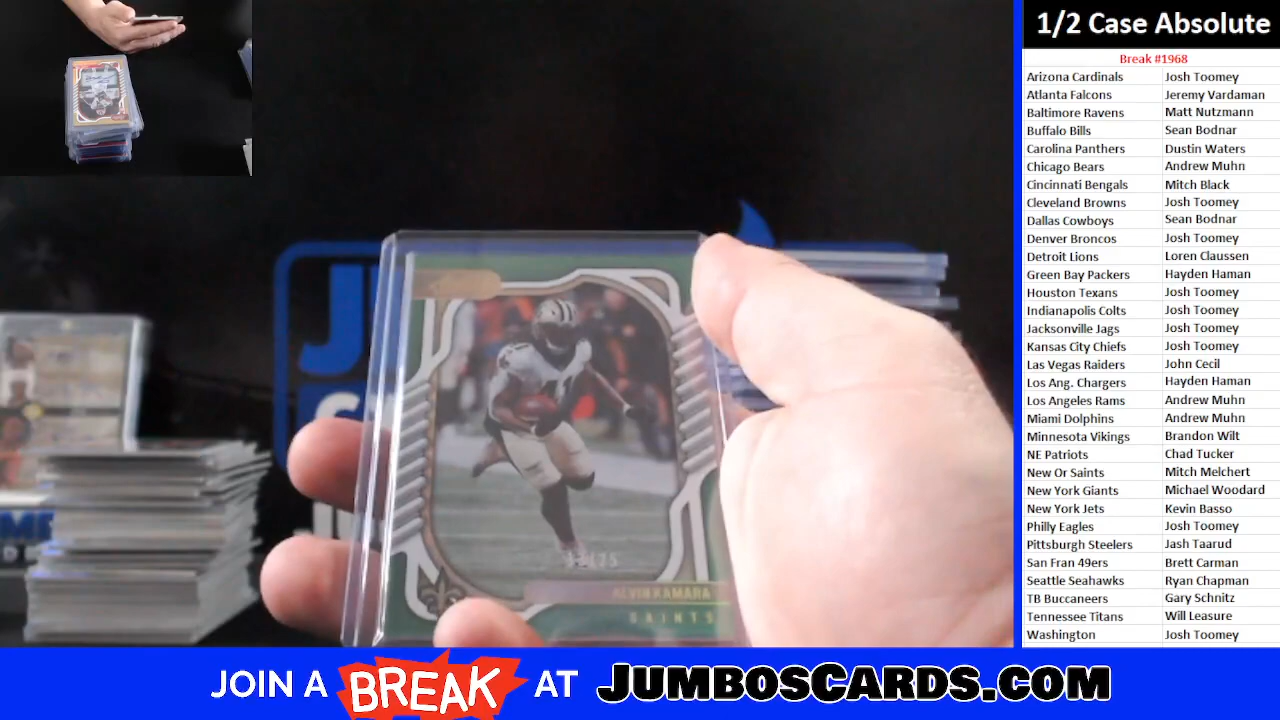 1/2 Case Absolute
Break #1968
Arizona Cardinals Josh Toomey
Atlanta Falcons Jeremy Vardaman
Baltimore Ravens Matt Nutzmann
Buffalo Bills Sean Bodnar
Carolina Panthers Dustin Waters
Chicago Bears Andrew Muhn
Cincinnati Bengals Mitch Black
Cleveland Browns Josh Toomey
Dallas Cowboys Sean Bodnar
Denver Broncos Josh Toomey
Detroit Lions Loren Claussen
Green Bay Packers Hayden Haman
Houston Texans Josh Toomey
Indianapolis Colts Josh Toomey
Jacksonville Jags Josh Toomey
Kansas City Chiefs Josh Toomey
Las Vegas Raiders John Cecil
Los Ang. Chargers Hayden Haman
Los Angeles Rams Andrew Muhn
Miami Dolphins Andrew Muhn
Minnesota Vikings Brandon Wilt
NE Patriots Chad Tucker
New Or Saints Mitch Melchert
New York Giants Michael Woodard
New York Jets Kevin Basso
Philly Eagles Josh Toomey
Pittsburgh Steelers Jash Taarud
San Fran 49ers Brett Carman
Seattle Seahawks Ryan Chapman
TB Buccaneers Gary Schnitz
Tennessee Titans Will Leasure
Washington Josh Toomey
KAMARA
SAINTS
JOIN A BREAK AT JUMBOSCARDS.COM